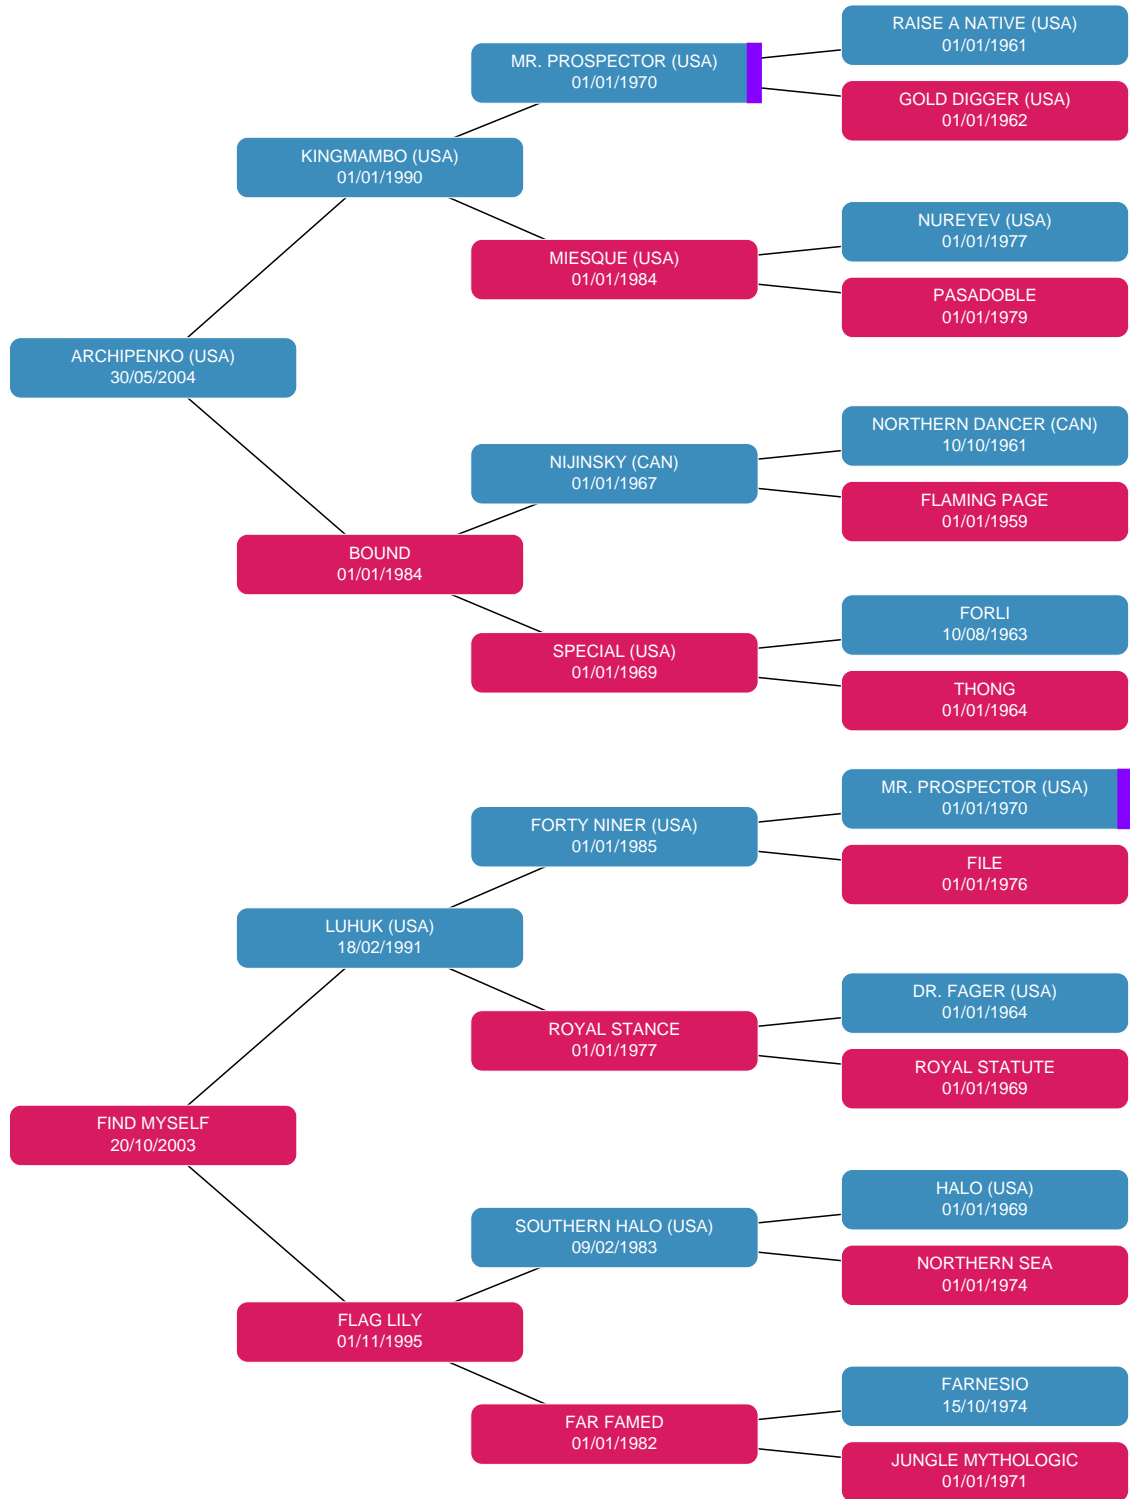 RAISE A NATIVE (USA)
01/01/1961
MR. PROSPECTOR (USA)
01/01/1970
GOLD DIGGER (USA)
01/01/1962
KINGMAMBO (USA)
01/01/1990
NUREYEV (USA)
01/01/1977
MIESQUE (USA)
01/01/1984
PASADOBLE
01/01/1979
ARCHIPENKO (USA)
30/05/2004
NORTHERN DANCER (CAN)
10/10/1961
NIJINSKY (CAN)
01/01/1967
FLAMING PAGE
01/01/1959
BOUND
01/01/1984
FORLI
10/08/1963
SPECIAL (USA)
01/01/1969
THONG
01/01/1964
MR. PROSPECTOR (USA)
01/01/1970
FORTY NINER (USA)
01/01/1985
FILE
01/01/1976
LUHUK (USA)
18/02/1991
DR. FAGER (USA)
01/01/1964
ROYAL STANCE
01/01/1977
ROYAL STATUTE
01/01/1969
FIND MYSELF
20/10/2003
HALO (USA)
01/01/1969
SOUTHERN HALO (USA)
09/02/1983
NORTHERN SEA
01/01/1974
FLAG LILY
01/11/1995
FARNESIO
15/10/1974
FAR FAMED
01/01/1982
JUNGLE MYTHOLOGIC
01/01/1971